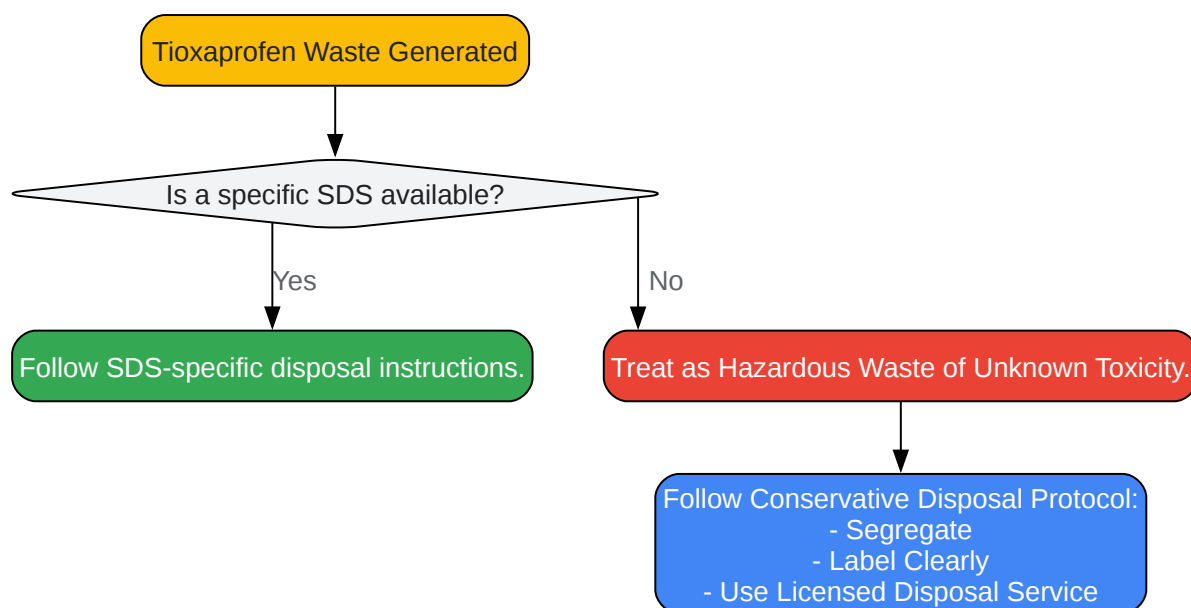 Tioxaprofen Waste Generated
Is a specific SDS available?
Yes
No
Follow SDS-specific disposal instructions.
Treat as Hazardous Waste of Unknown Toxicity.
Follow Conservative Disposal Protocol:
- Segregate
- Label Clearly
- Use Licensed Disposal Service